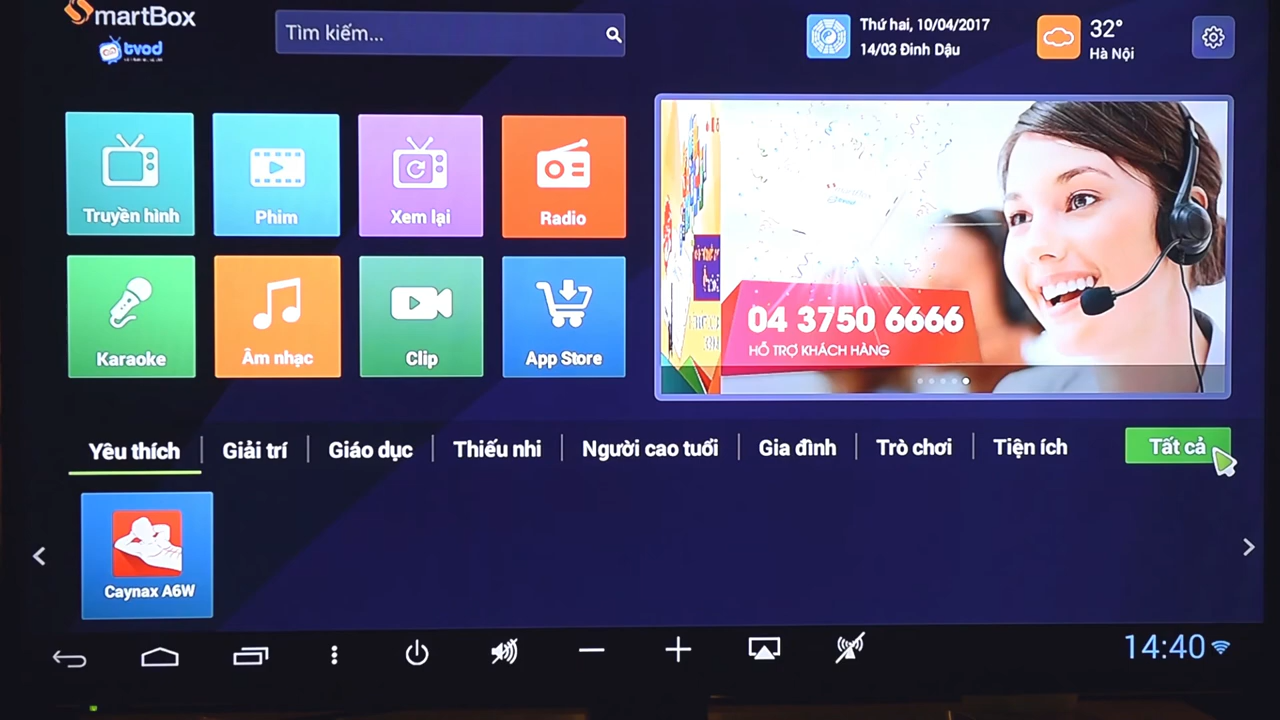 SmartBox
tvod
Tìm kiếm...
Thứ hai, 10/04/2017
14/03 Đinh Dậu
32°
Hà Nội
Truyền hình
Phim
Xem lại
Radio
Karaoke
Âm nhạc
Clip
App Store
04 3750 6666
HỖ TRỢ KHÁCH HÀNG
Yêu thích
Giải trí
Giáo dục
Thiếu nhi
Người cao tuổi
Gia đình
Trò chơi
Tiện ích
Tất cả
Caynax A6W
14:40